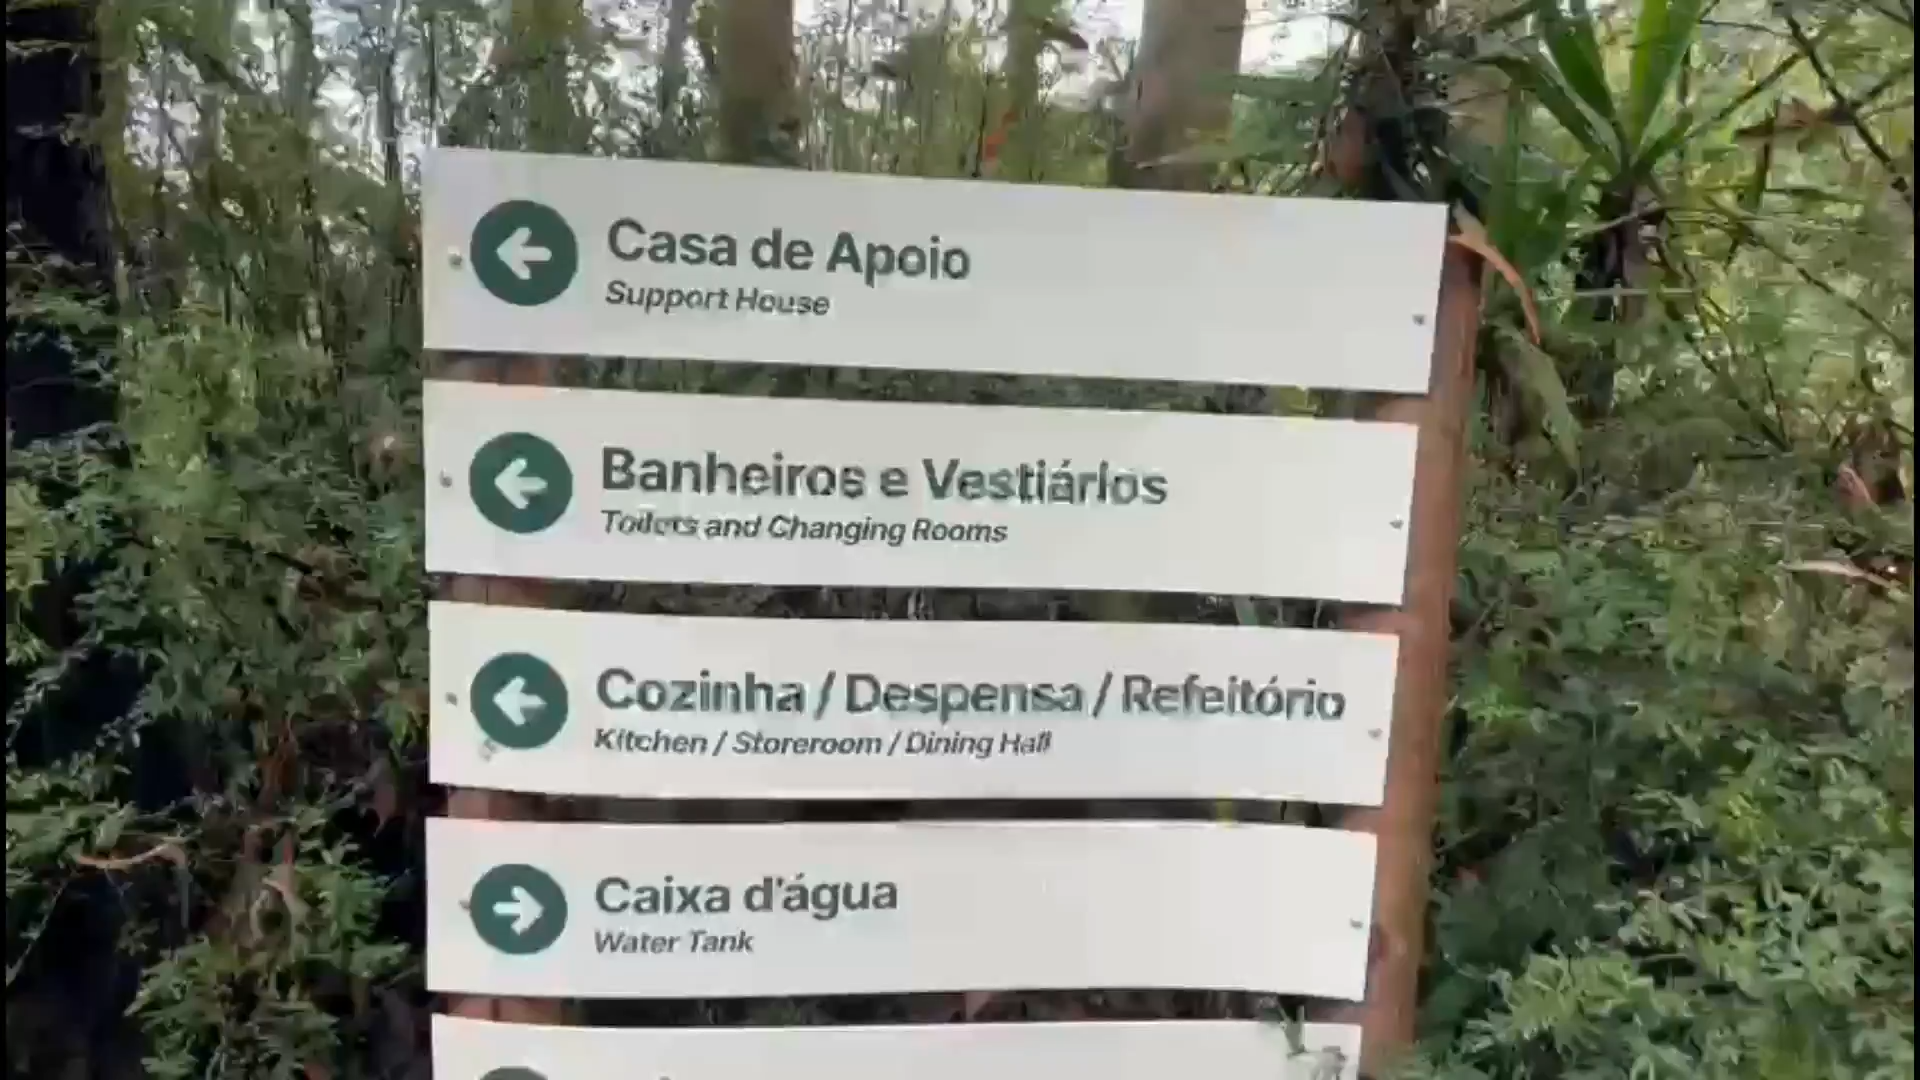 Casa de Apoio
Support House
Banheiros e Vestiários
Toilets and Changing Rooms
Cozinha / Despensa / Refeitório
Kitchen / Storeroom / Dining Hall
Caixa d'água
Water Tank